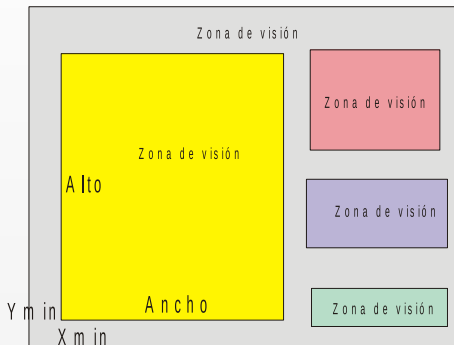 Zona de visión
Zona de visión
Zona de visión
Alto
Zona de visión
Ancho
Ymin
Zona de visión
Xmin